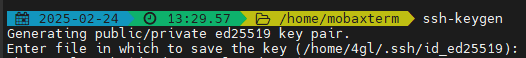 2025-02-24 13:29.57 /home/mobaxterm ssh-keygen
Generating public/private ed25519 key pair.
Enter file in which to save the key (/home/4gl/.ssh/id_ed25519):